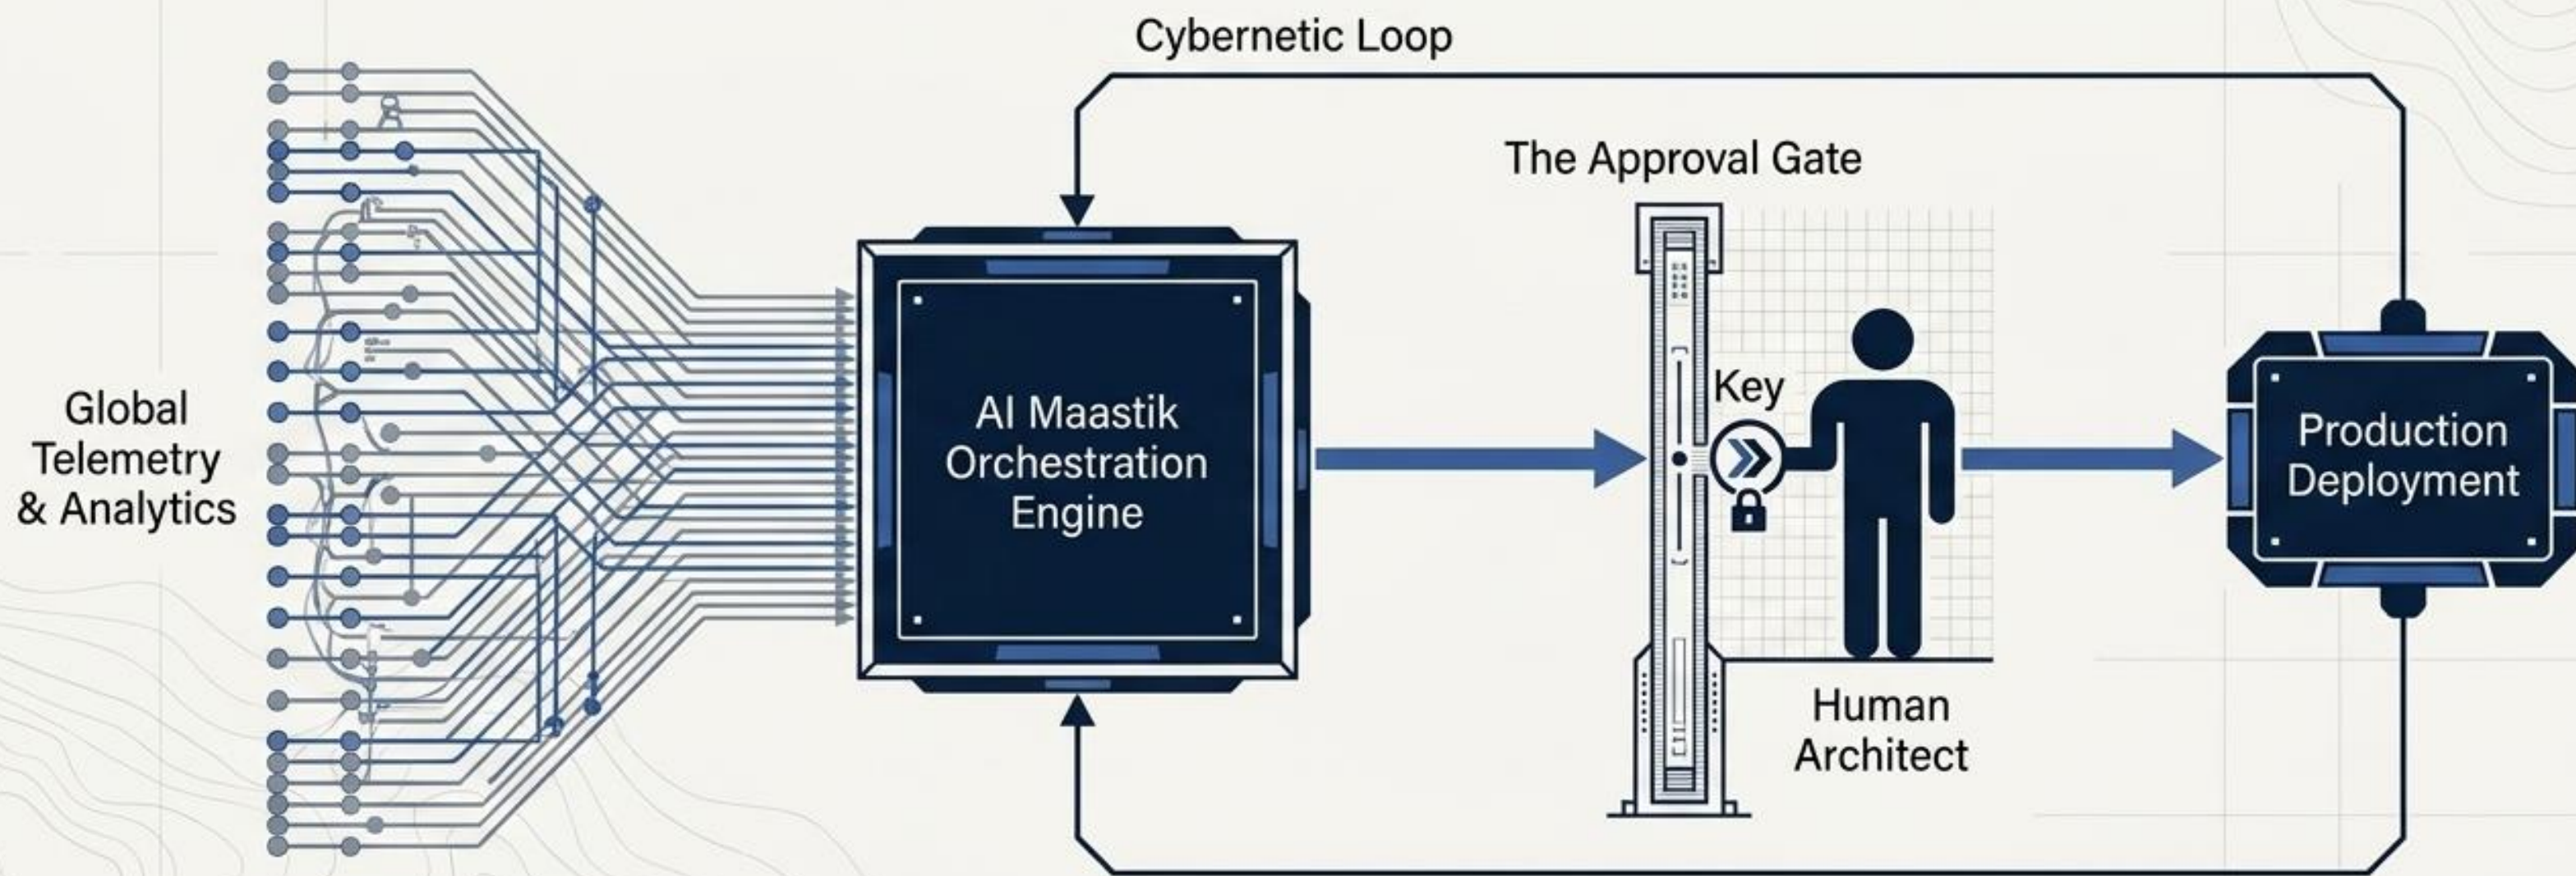 Cybernetic Loop
The Approval Gate
Global
Telemetry
& Analytics
AI Maastik
Orchestration
Engine
Key
Human
Architect
Production
Deployment